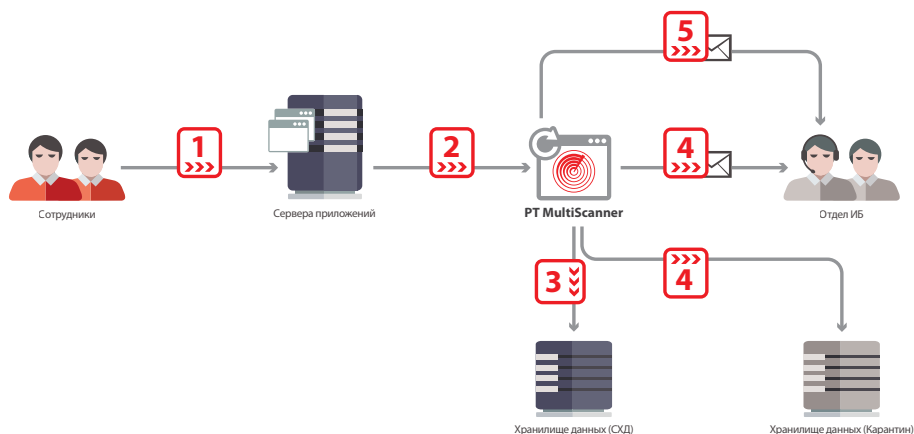 5
1
2
4
Сотрудники
Сервера приложений
PT MultiScanner
Отдел ИБ
3
4
Хранилище данных (СХД)
Хранилище данных (Карантин)